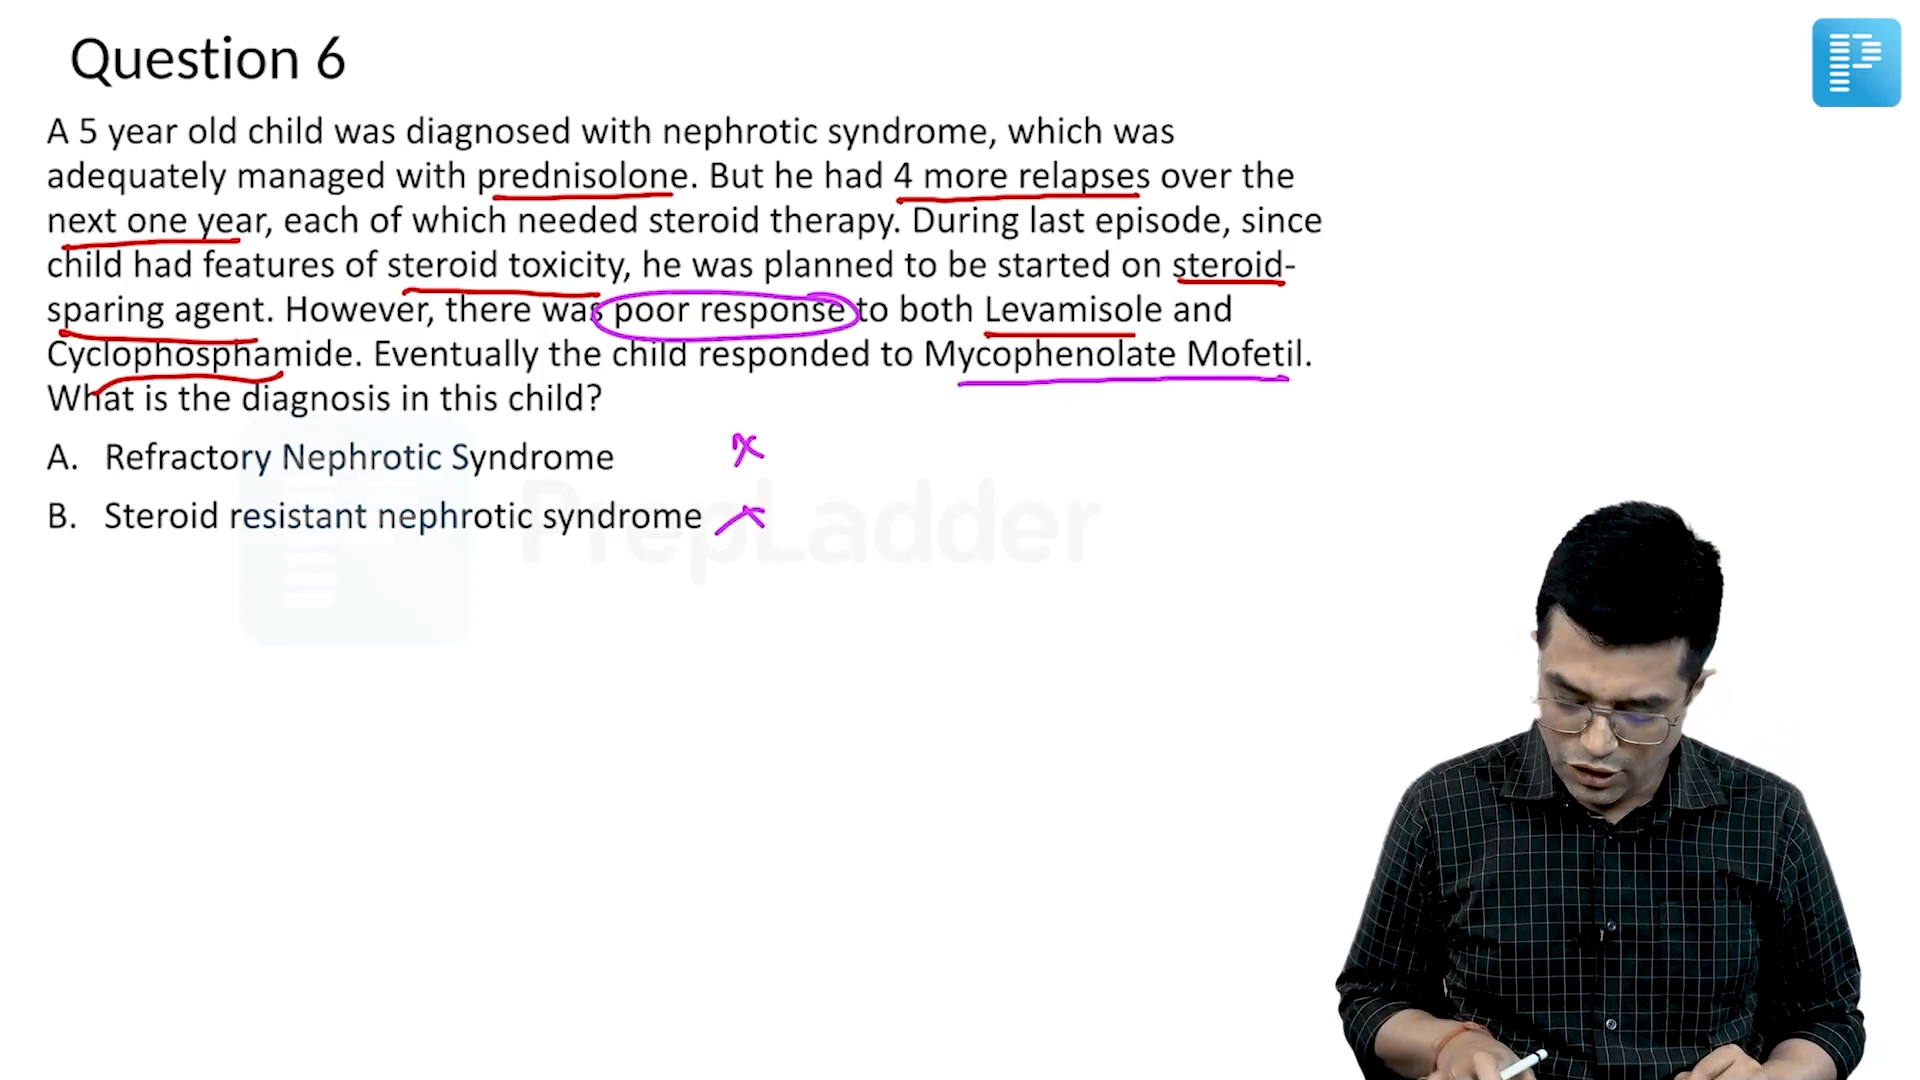 Question 6
A 5 year old child was diagnosed with nephrotic syndrome, which was
adequately managed with prednisolone. But he had 4 more relapses over the
next one year, each of which needed steroid therapy. During last episode, since
child had features of steroid toxicity, he was planned to be started on steroid-
sparing agent. However, there was poor response to both Levamisole and
Cyclophosphamide. Eventually the child responded to Mycophenolate Mofetil.
What is the diagnosis in this child?
A. Refractory Nephrotic Syndrome
B. Steroid resistant nephrotic syndrome
PrepLadder